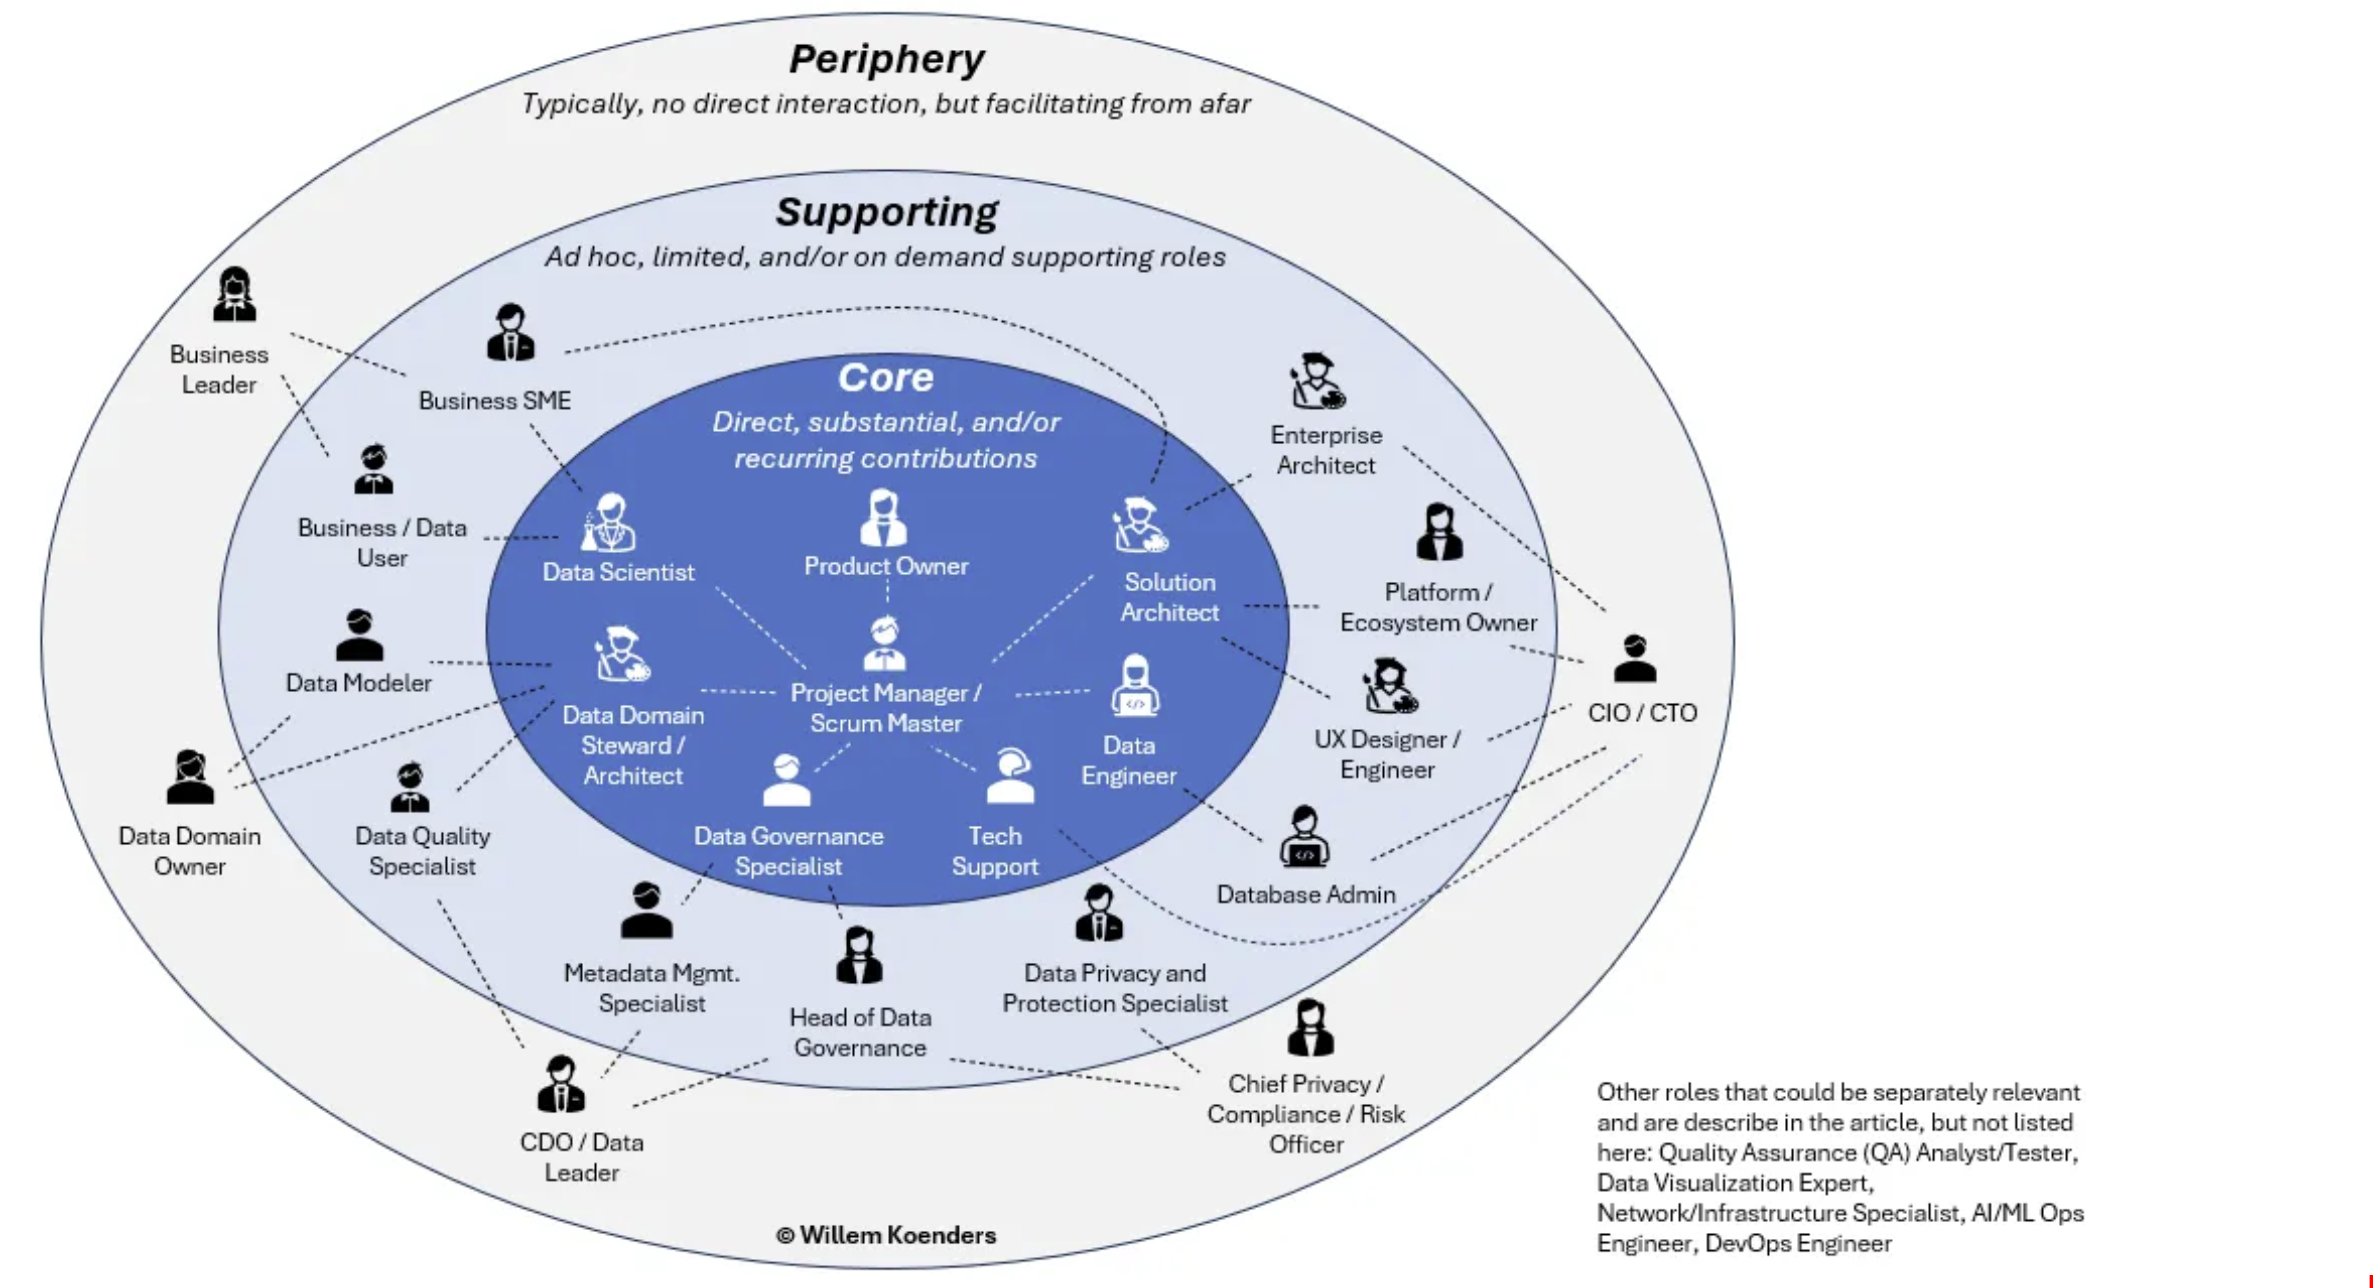 Periphery
Typically, no direct interaction, but facilitating from afar
Supporting
Ad hoc, limited, and/or on demand supporting roles
Business
Leader
Business SME
Core
Direct, substantial, and/or
recurring contributions
Enterprise
Architect
Business / Data
User
Data Scientist
Product Owner
Solution
Architect
Platform /
Ecosystem Owner
Data Modeler
Data Domain
Steward /
Architect
Project Manager /
Scrum Master
Data
Engineer
UX Designer /
Engineer
CIO / CTO
Data Domain
Owner
Data Quality
Specialist
Data Governance
Specialist
Tech
Support
Database Admin
Metadata Mgmt.
Specialist
Head of Data
Governance
Data Privacy and
Protection Specialist
CDO / Data
Leader
Chief Privacy /
Compliance / Risk
Officer
© Willem Koenders
Other roles that could be separately relevant
and are describe in the article, but not listed
here: Quality Assurance (QA) Analyst/Tester,
Data Visualization Expert,
Network/Infrastructure Specialist, AI/ML Ops
Engineer, DevOps Engineer